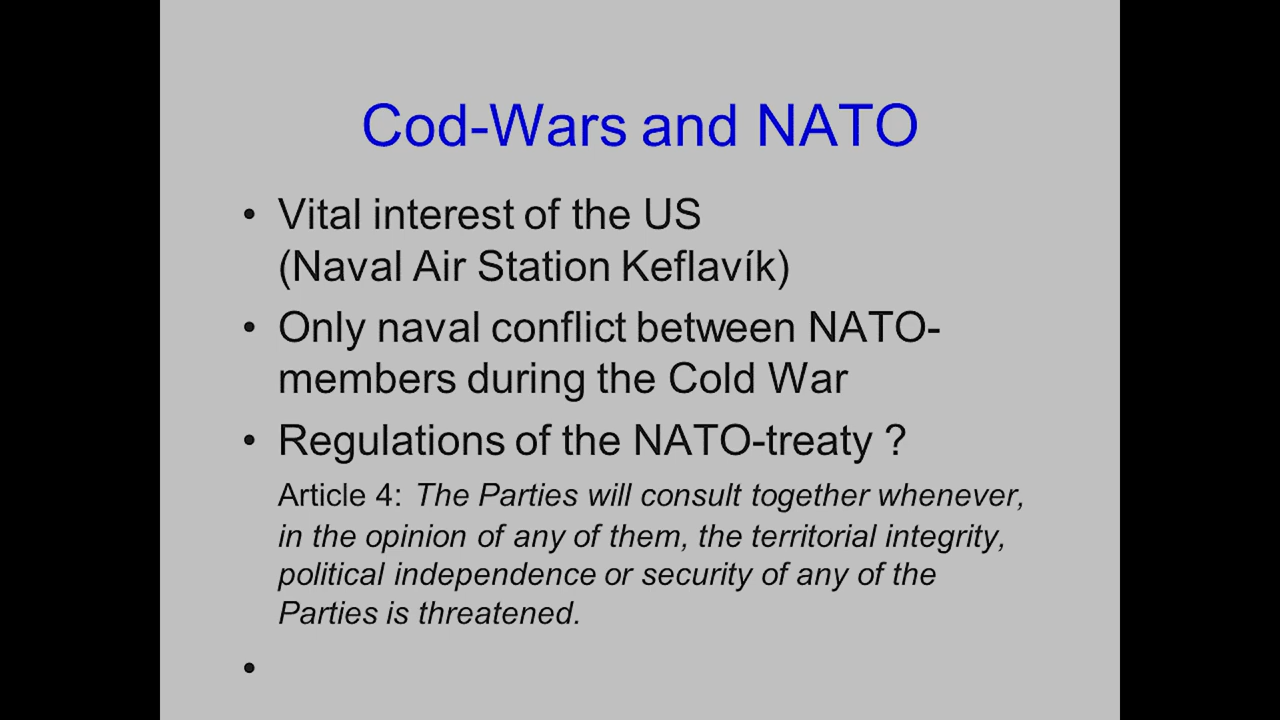 Cod-Wars and NATO
• Vital interest of the US
(Naval Air Station Keflavík)
• Only naval conflict between NATO-
members during the Cold War
• Regulations of the NATO-treaty ?
Article 4: The Parties will consult together whenever,
in the opinion of any of them, the territorial integrity,
political independence or security of any of the
Parties is threatened.
•